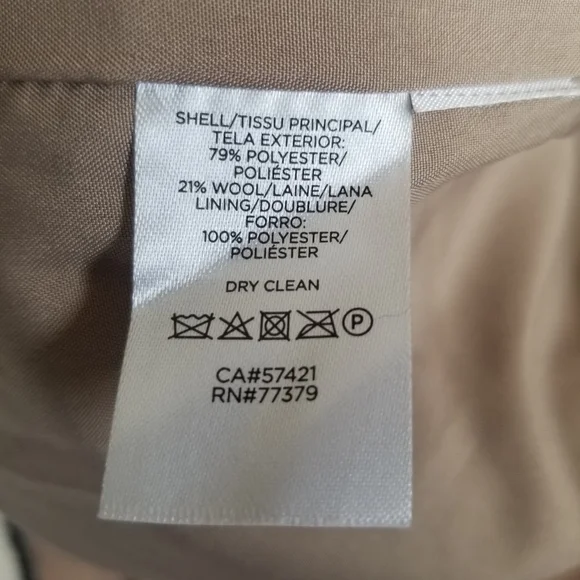 SHELL/TISSU PRINCIPAL/
TELA EXTERIOR:
79% POLYESTER/
POLIÉSTER
21% WOOL/LAINE/LANA
LINING/DOUBLURE/
FORRO:
100% POLYESTER/
POLIÉSTER
DRY CLEAN
P
CA#57421
RN#77379